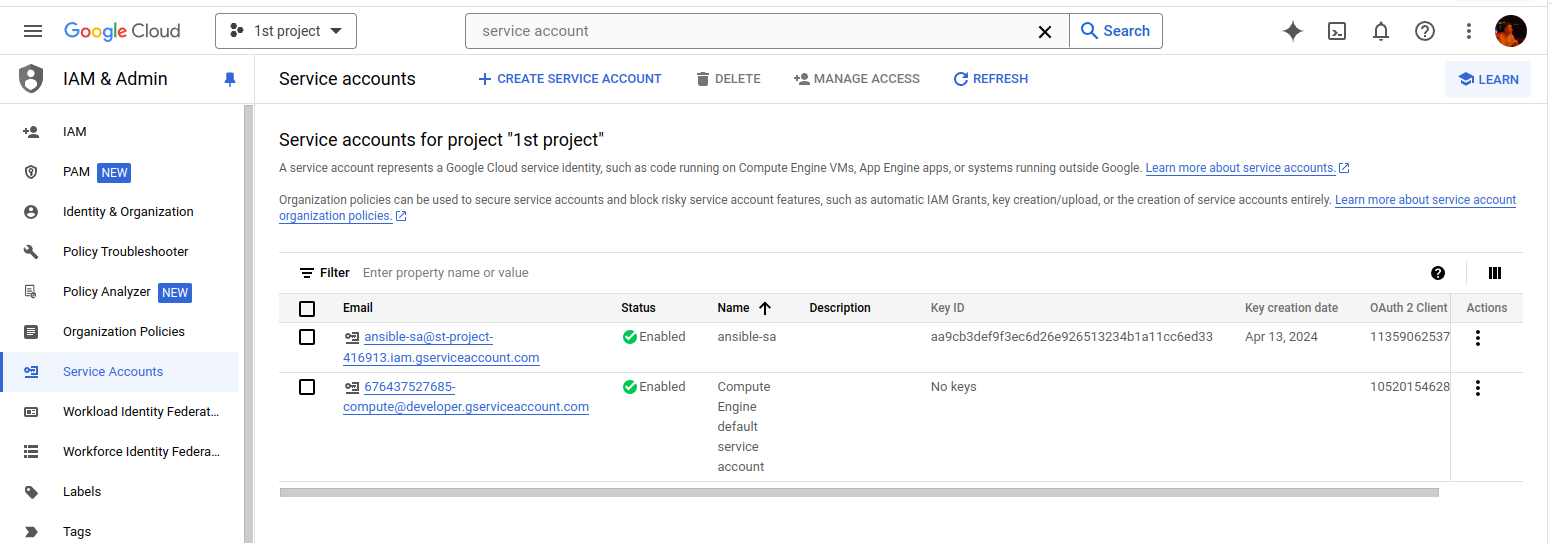 Google Cloud
1st project
service account
Search
IAM & Admin
Service accounts
CREATE SERVICE ACCOUNT
DELETE
MANAGE ACCESS
REFRESH
LEARN
IAM
PAM NEW
Identity & Organization
Policy Troubleshooter
Policy Analyzer NEW
Organization Policies
Service Accounts
Workload Identity Federat...
Workforce Identity Federa...
Labels
Tags
Service accounts for project "1st project"
A service account represents a Google Cloud service identity, such as code running on Compute Engine VMs, App Engine apps, or systems running outside Google. Learn more about service accounts.
Organization policies can be used to secure service accounts and block risky service account features, such as automatic IAM Grants, key creation/upload, or the creation of service accounts entirely. Learn more about service account
organization policies.
Filter Enter property name or value
Email Status Name Description Key ID Key creation date OAuth 2 Client Actions
ansible-sa@st-project- Enabled ansible-sa aa9cb3def9f3ec6d26e926513234b1a11cc6ed33 Apr 13, 2024 11359062537
416913.iam.gserviceaccount.com
676437527685- Enabled Compute No keys 10520154628
compute@developer.gserviceaccount.com Engine
default
service
account